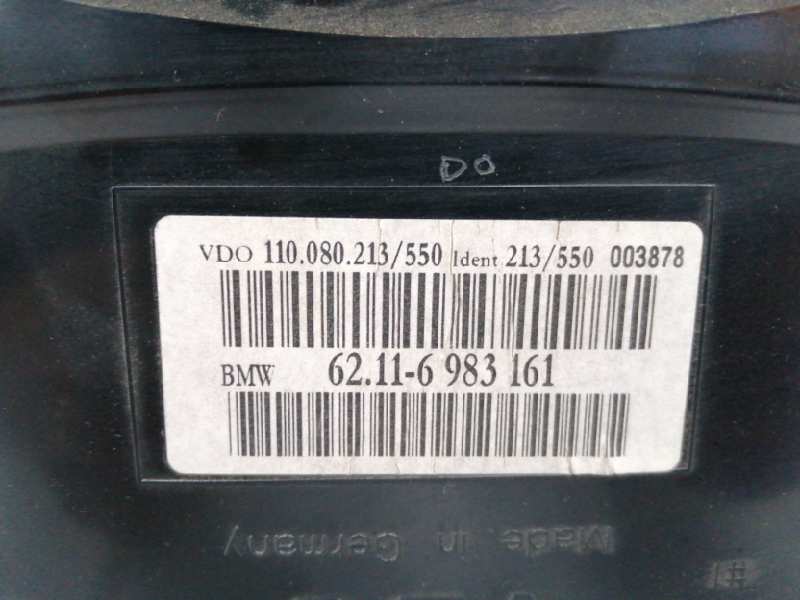 DO
VDO 110.080.213/550 Ident 213/550 003878
BMW 62.11-6 983 161
Made in Germany